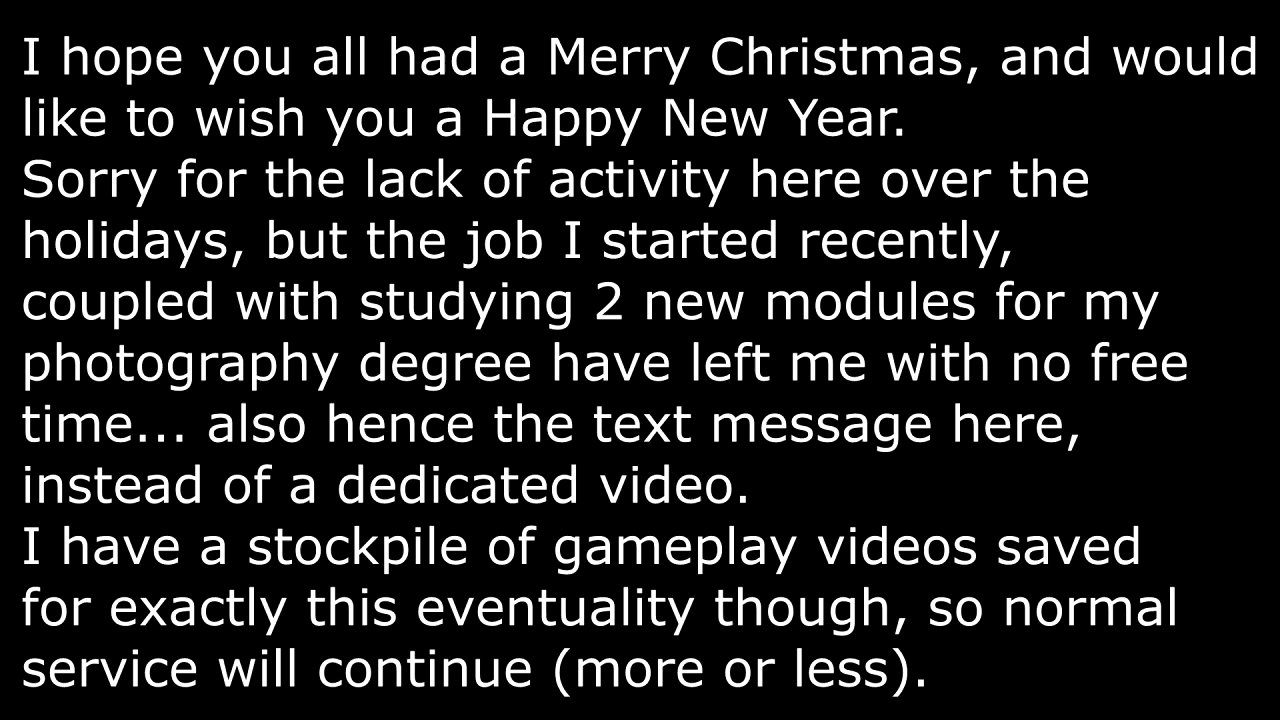 I hope you all had a Merry Christmas, and would
like to wish you a Happy New Year.
Sorry for the lack of activity here over the
holidays, but the job I started recently,
coupled with studying 2 new modules for my
photography degree have left me with no free
time... also hence the text message here,
instead of a dedicated video.
I have a stockpile of gameplay videos saved
for exactly this eventuality though, so normal
service will continue (more or less).